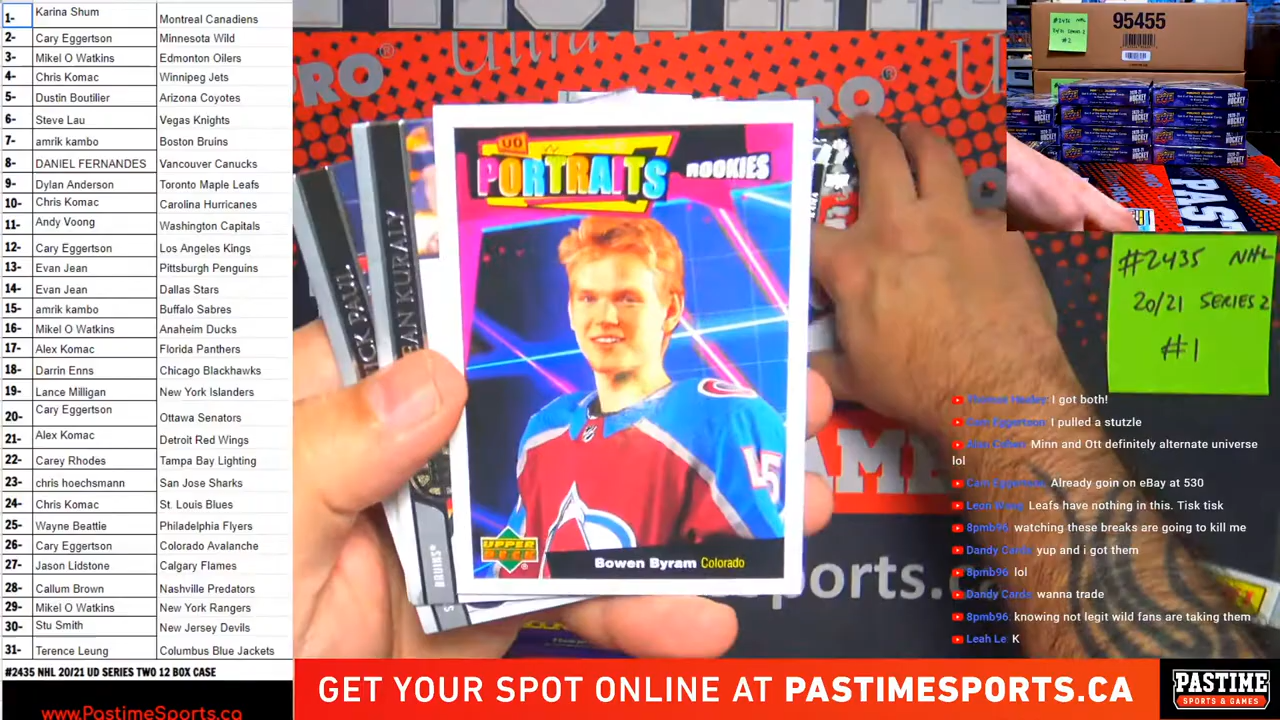 1- Karina Shum Montreal Canadiens
2- Cary Eggertson Minnesota Wild
3- Mikel O Watkins Edmonton Oilers
4- Chris Komac Winnipeg Jets
5- Dustin Boutilier Arizona Coyotes
6- Steve Lau Vegas Knights
7- amrik kambo Boston Bruins
8- DANIEL FERNANDES Vancouver Canucks
9- Dylan Anderson Toronto Maple Leafs
10- Chris Komac Carolina Hurricanes
11- Andy Voong Washington Capitals
12- Cary Eggertson Los Angeles Kings
13- Evan Jean Pittsburgh Penguins
14- Evan Jean Dallas Stars
15- amrik kambo Buffalo Sabres
16- Mikel O Watkins Anaheim Ducks
17- Alex Komac Florida Panthers
18- Darrin Enns Chicago Blackhawks
19- Lance Milligan New York Islanders
20- Cary Eggertson Ottawa Senators
21- Alex Komac Detroit Red Wings
22- Carey Rhodes Tampa Bay Lighting
23- chris hoechsmann San Jose Sharks
24- Chris Komac St. Louis Blues
25- Wayne Beattie Philadelphia Flyers
26- Cary Eggertson Colorado Avalanche
27- Jason Lidstone Calgary Flames
28- Callum Brown Nashville Predators
29- Mikel O Watkins New York Rangers
30- Stu Smith New Jersey Devils
31- Terence Leung Columbus Blue Jackets
#2435 NHL 20/21 UD SERIES TWO 12 BOX CASE
www.PastimeSports.ca
UD
PORTRAITS
ROOKIES
15
UPPER DECK
Bowen Byram Colorado
BRUINS
95455
#2435 NHL
20/21 SERIES 2
#1
I got both!
I pulled a stutzle
Minn and Ott definitely alternate universe
lol
Already goin on eBay at 530
Leafs have nothing in this. Tisk tisk
8pmb96: watching these breaks are going to kill me
Dandy Cards: yup and i got them
8pmb96: lol
Dandy Cards: wanna trade
8pmb96: knowing not legit wild fans are taking them
Leah Le: K
GET YOUR SPOT ONLINE AT PASTIMESPORTS.CA
PASTIME
SPORTS & GAMES